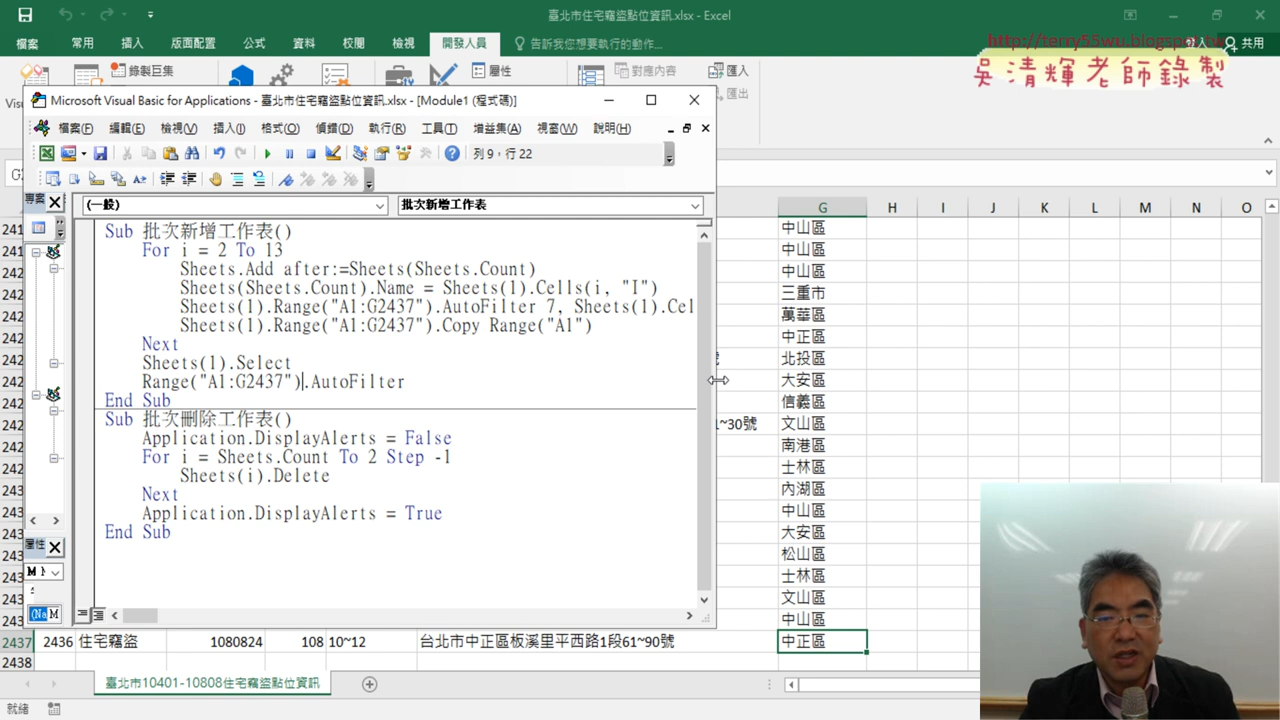 臺北市住宅竊盜點位資訊.xlsx - Excel
檔案 常用 插入 版面配置 公式 資料 校閱 檢視 開發人員 告訴我您想要執行的作業... 登入 共用
http://terry55wu.blogspot.tw
吳清輝老師錄製
錄製巨集 屬性 對應內容 匯入
匯出
Microsoft Visual Basic for Applications - 臺北市住宅竊盜點位資訊.xlsx - [Module1 (程式碼)]
檔案(F) 編輯(E) 檢視(V) 插入(I) 格式(O) 偵錯(D) 執行(R) 工具(T) 增益集(A) 視窗(W) 說明(H)
列 9，行 22
專案
(一般) 批次新增工作表
Sub 批次新增工作表()
For i = 2 To 13
Sheets.Add after:=Sheets(Sheets.Count)
Sheets(Sheets.Count).Name = Sheets(1).Cells(i, "I")
Sheets(1).Range("A1:G2437").AutoFilter 7, Sheets(1).Cel
Sheets(1).Range("A1:G2437").Copy Range("A1")
Next
Sheets(1).Select
Range("A1:G2437").AutoFilter
End Sub
Sub 批次刪除工作表()
Application.DisplayAlerts = False
For i = Sheets.Count To 2 Step -1
Sheets(i).Delete
Next
Application.DisplayAlerts = True
End Sub
屬性
G H I J K L M N O
中山區
中山區
中山區
三重市
萬華區
中正區
北投區
大安區
信義區
1~30號 文山區
南港區
士林區
內湖區
中山區
大安區
松山區
士林區
文山區
中山區
2437 2436 住宅竊盜 1080824 108 10~12 台北市中正區板溪里平西路1段61~90號 中正區
2438
臺北市10401-10808住宅竊盜點位資訊
就緒